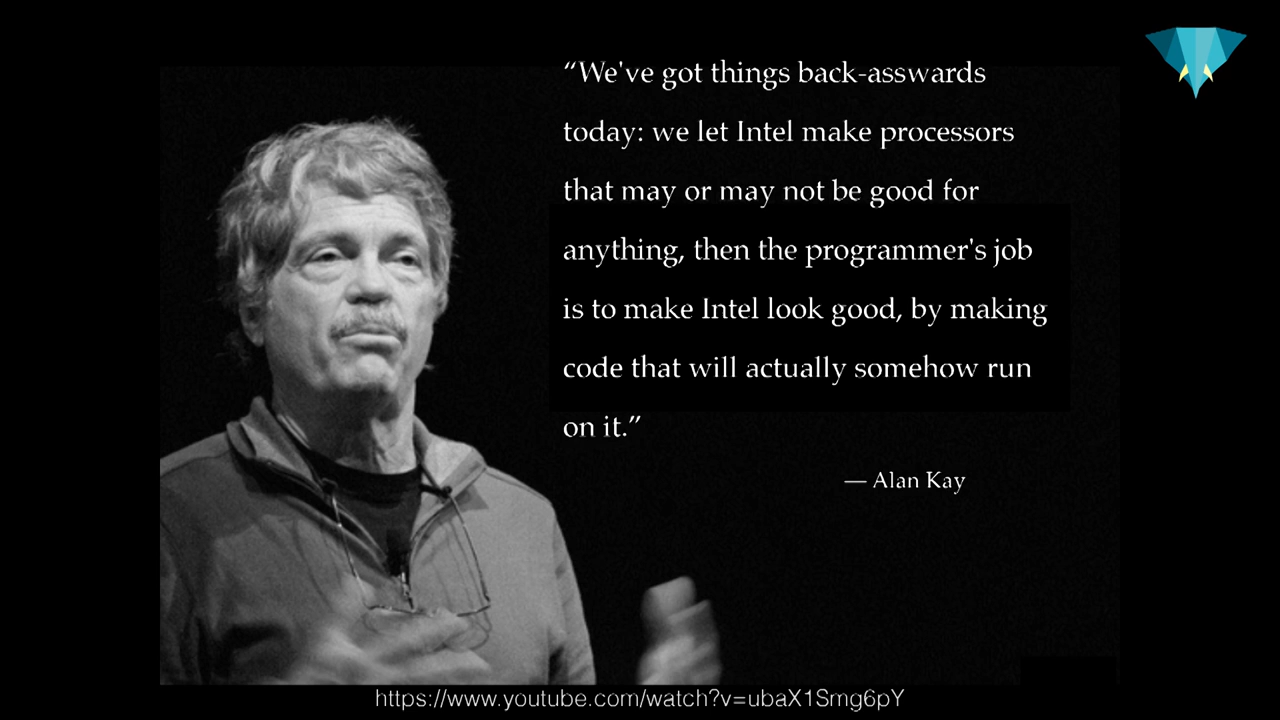 “We've got things back-asswards
today: we let Intel make processors
that may or may not be good for
anything, then the programmer's job
is to make Intel look good, by making
code that will actually somehow run
on it.”
— Alan Kay
https://www.youtube.com/watch?v=ubaX1Smg6pY